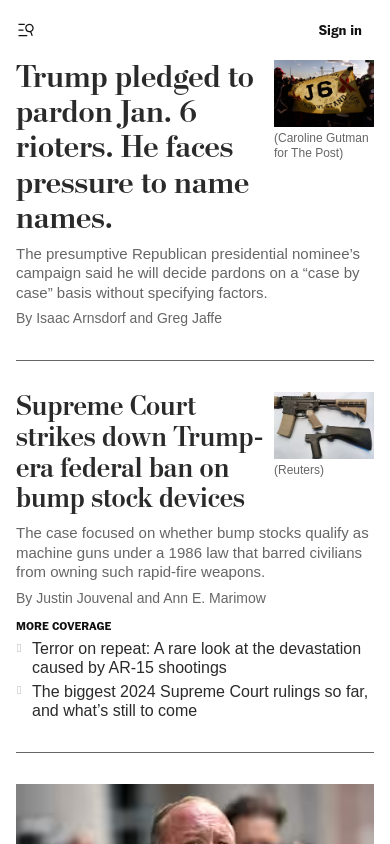 Sign in
Trump pledged to
pardon Jan. 6
rioters. He faces
pressure to name
names.
J6
(Caroline Gutman
for The Post)
The presumptive Republican presidential nominee’s
campaign said he will decide pardons on a “case by
case” basis without specifying factors.
By Isaac Arnsdorf and Greg Jaffe
Supreme Court
strikes down Trump-
era federal ban on
bump stock devices
(Reuters)
The case focused on whether bump stocks qualify as
machine guns under a 1986 law that barred civilians
from owning such rapid-fire weapons.
By Justin Jouvenal and Ann E. Marimow
MORE COVERAGE
Terror on repeat: A rare look at the devastation
caused by AR-15 shootings
The biggest 2024 Supreme Court rulings so far,
and what’s still to come